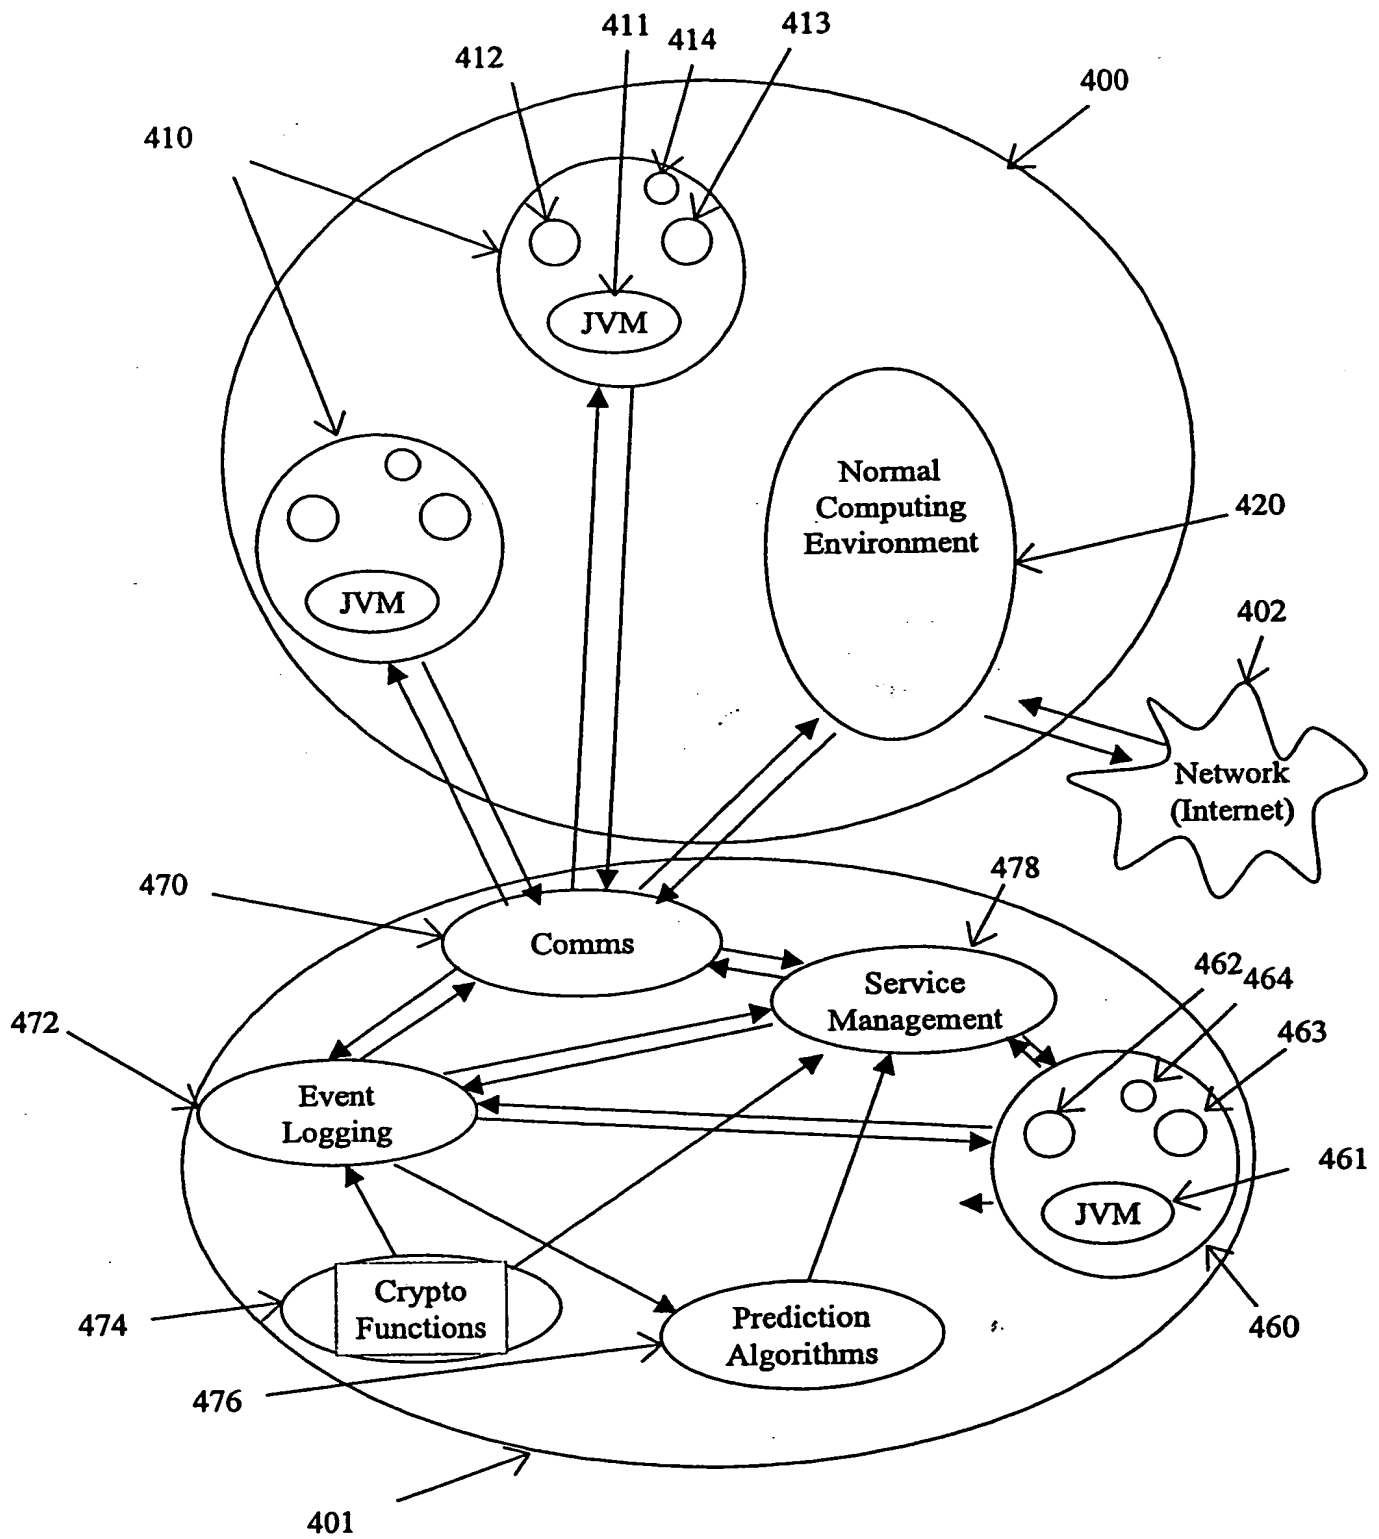 411
414
413
412
400
410
JVM
Normal
Computing
Environment
420
JVM
402
Network
(Internet)
478
470
Comms
462
464
Service
Management
472
463
Event
Logging
461
JVM
Crypto
Functions
474
Prediction
Algorithms
460
476
401